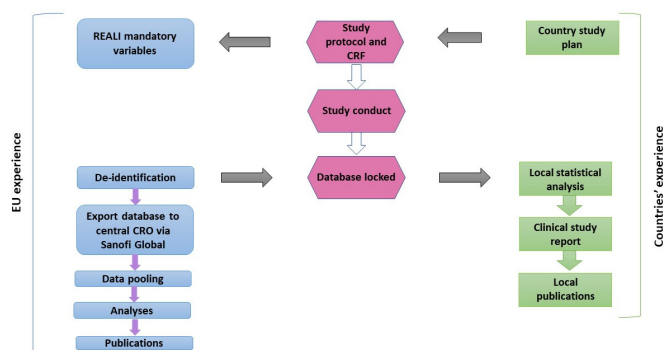 REALI mandatory
variables
Study
protocol and
CRF
Country study
plan
Study conduct
De-identification
Database locked
Local statistical
analysis
Export database to
central CRO via
Sanofi Global
Clinical study
report
Data pooling
Local
publications
Analyses
Publications
EU experience
Countries' experience